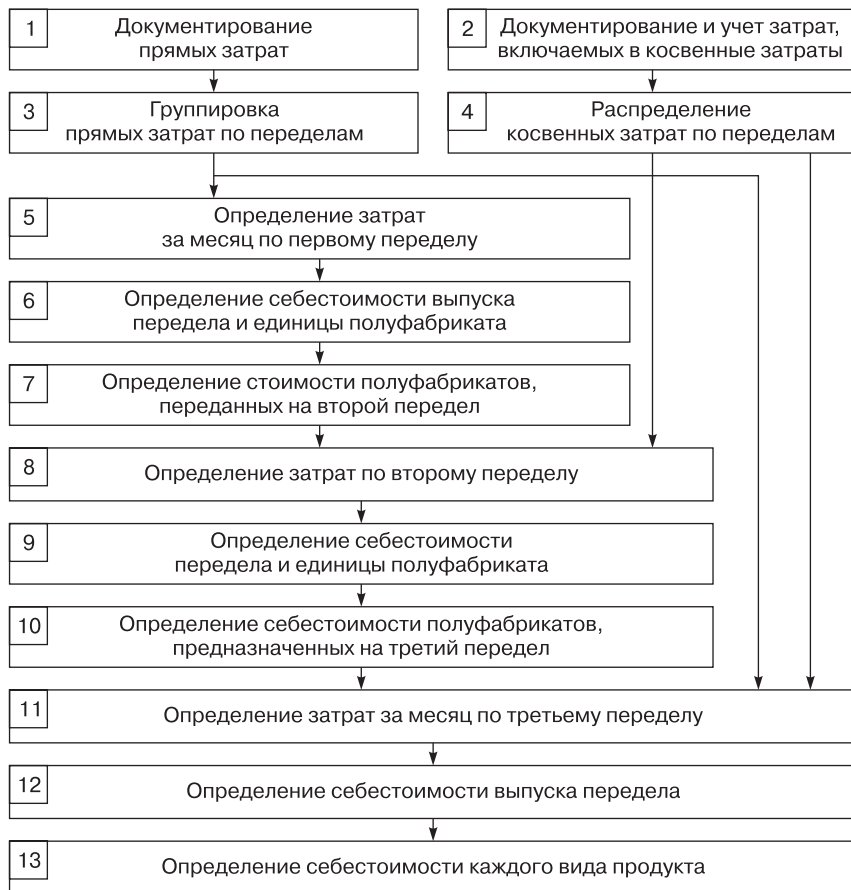 1
Документирование
прямых затрат
2
Документирование и учет затрат,
включаемых в косвенные затраты
3
Группировка
прямых затрат по переделам
4
Распределение
косвенных затрат по переделам
5
Определение затрат
за месяц по первому переделу
6
Определение себестоимости выпуска
передела и единицы полуфабриката
7
Определение стоимости полуфабрикатов,
переданных на второй передел
8
Определение затрат по второму переделу
9
Определение себестоимости
передела и единицы полуфабриката
10
Определение себестоимости полуфабрикатов,
предназначенных на третий передел
11
Определение затрат за месяц по третьему переделу
12
Определение себестоимости выпуска передела
13
Определение себестоимости каждого вида продукта